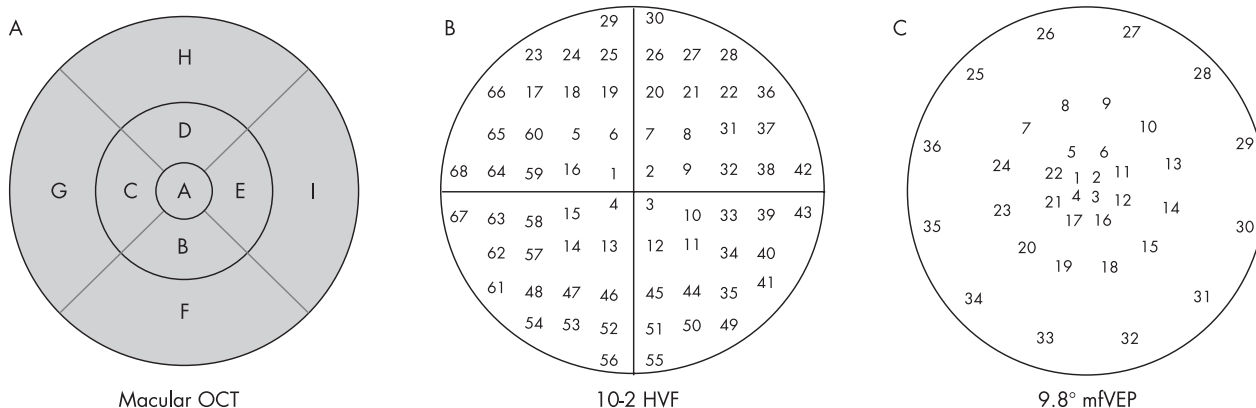 A
H
D
G C A E I
B
F
Macular OCT
B
29 30
23 24 25 26 27 28
66 17 18 19 20 21 22 36
65 60 5 6 7 8 31 37
68 64 59 16 1 2 9 32 38 42
67 63 58 15 4 3 10 33 39 43
62 57 14 13 12 11 34 40
61 48 47 46 45 44 35 41
54 53 52 51 50 49
56 55
10-2 HVF
C
26 27
25 28
8 9
7 10
36 29
5 6
24 22 1 2 11 13
23 21 4 3 12 14
17 16
35 30
20 15
19 18
34 31
33 32
9.8° mfVEP